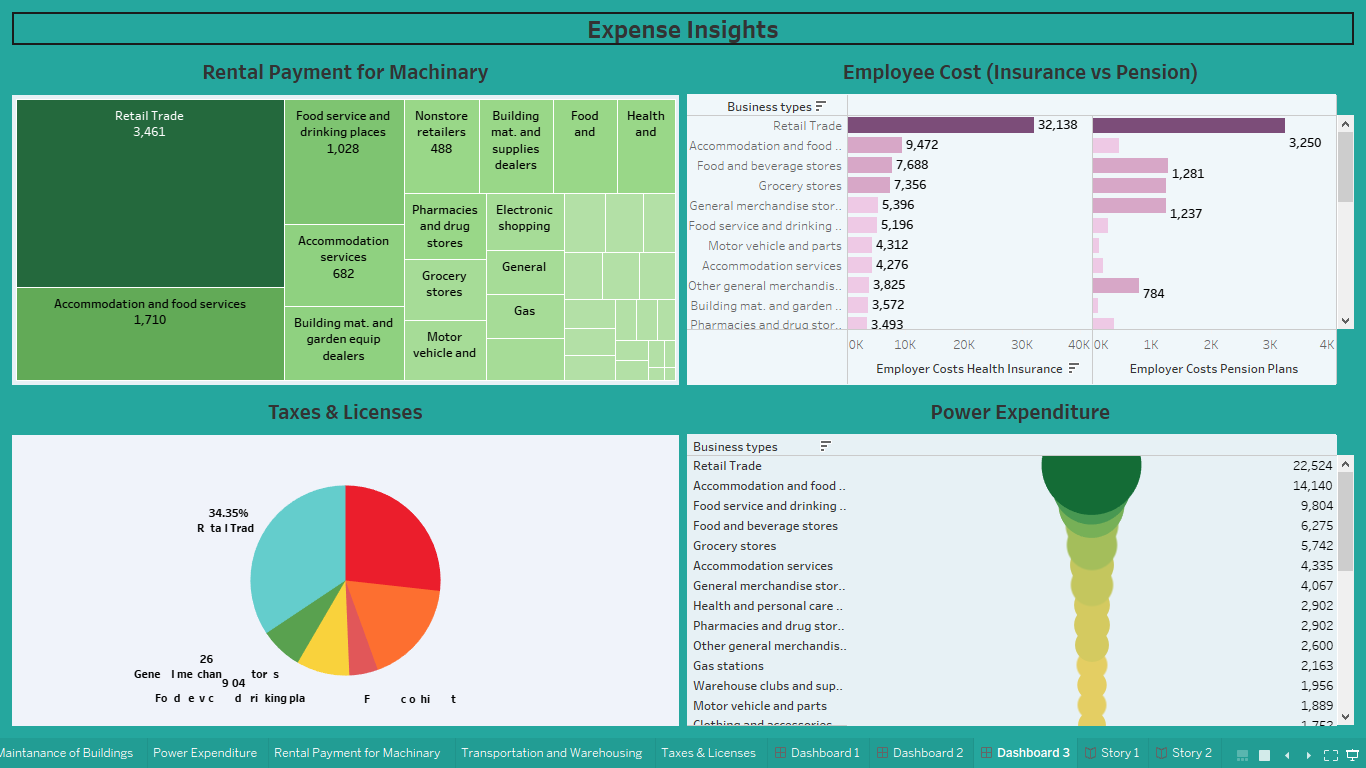 Expense Insights
Rental Payment for Machinary
Retail Trade
3,461
Accommodation and food services
1,710
Food service and
drinking places
1,028
Accommodation
services
682
Building mat. and
garden equip
dealers
Nonstore
retailers
488
Building
mat. and
supplies
dealers
Food
and
Health
and
Pharmacies
and drug
stores
Electronic
shopping
Grocery
stores
General
Gas
Motor
vehicle and
Employee Cost (Insurance vs Pension)
Business types
Retail Trade 32,138 3,250
Accommodation and food .. 9,472
Food and beverage stores 7,688 1,281
Grocery stores 7,356
General merchandise stor.. 5,396 1,237
Food service and drinking .. 5,196
Motor vehicle and parts 4,312
Accommodation services 4,276
Other general merchandis.. 3,825 784
Building mat. and garden .. 3,572
Pharmacies and drug stor.. 3,493
0K 10K 20K 30K 40K 0K 1K 2K 3K 4K
Employer Costs Health Insurance Employer Costs Pension Plans
Taxes & Licenses
34.35%
R ta l Trad
26
Gene l me chan tor s
9 04
Fo d e v c d ri king pla F c o hi t
Power Expenditure
Business types
Retail Trade 22,524
Accommodation and food .. 14,140
Food service and drinking .. 9,804
Food and beverage stores 6,275
Grocery stores 5,742
Accommodation services 4,335
General merchandise stor.. 4,067
Health and personal care .. 2,902
Pharmacies and drug stor.. 2,902
Other general merchandis.. 2,600
Gas stations 2,163
Warehouse clubs and sup.. 1,956
Motor vehicle and parts 1,889
Clothing and accessories 1,752
Maintanance of Buildings Power Expenditure Rental Payment for Machinary Transportation and Warehousing Taxes & Licenses Dashboard 1 Dashboard 2 Dashboard 3 Story 1 Story 2